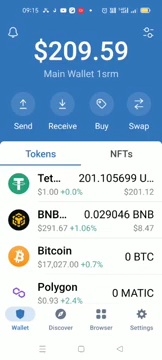 09:15
$209.59
Main Wallet 1srm
Send Receive Buy Swap
Tokens NFTs
Tet... 201.105699 U...
$1.00 +0.0% $201.12
BNB... 0.029046 BNB
$291.67 +1.06% $8.47
Bitcoin 0 BTC
$17,027.00 +0.7%
Polygon 0 MATIC
$0.93 +2.4%
Wallet Discover Browser Settings